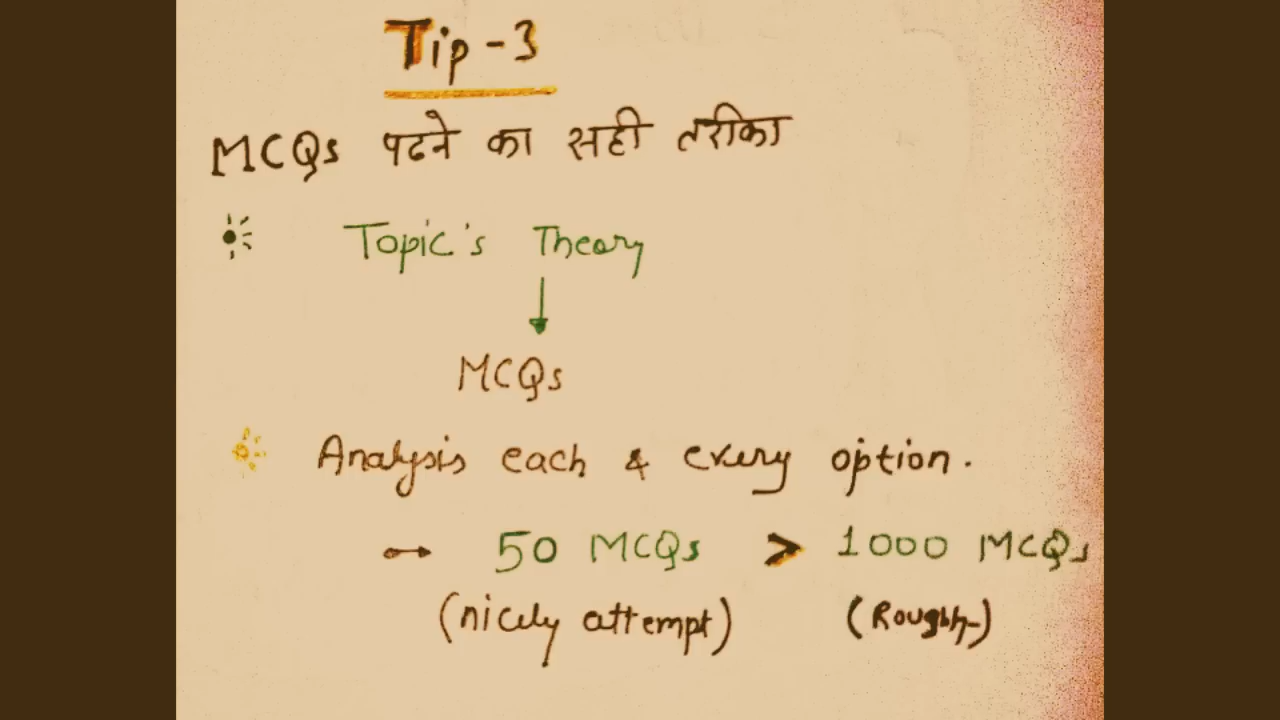 Tip - 3
MCQs पढने का सही तरीका
Topic's Theory
MCQs
Analysis each & every option.
50 MCQs > 1000 MCQs
(nicely attempt) (Roughly)